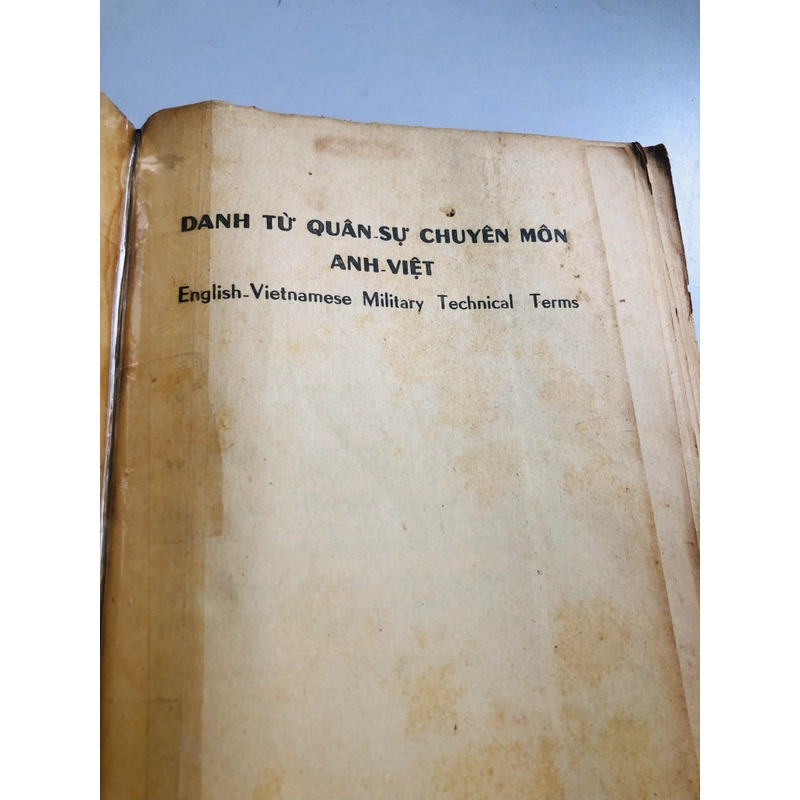 DANH TỪ QUÂN-SỰ CHUYÊN MÔN
ANH-VIỆT
English-Vietnamese Military Technical Terms